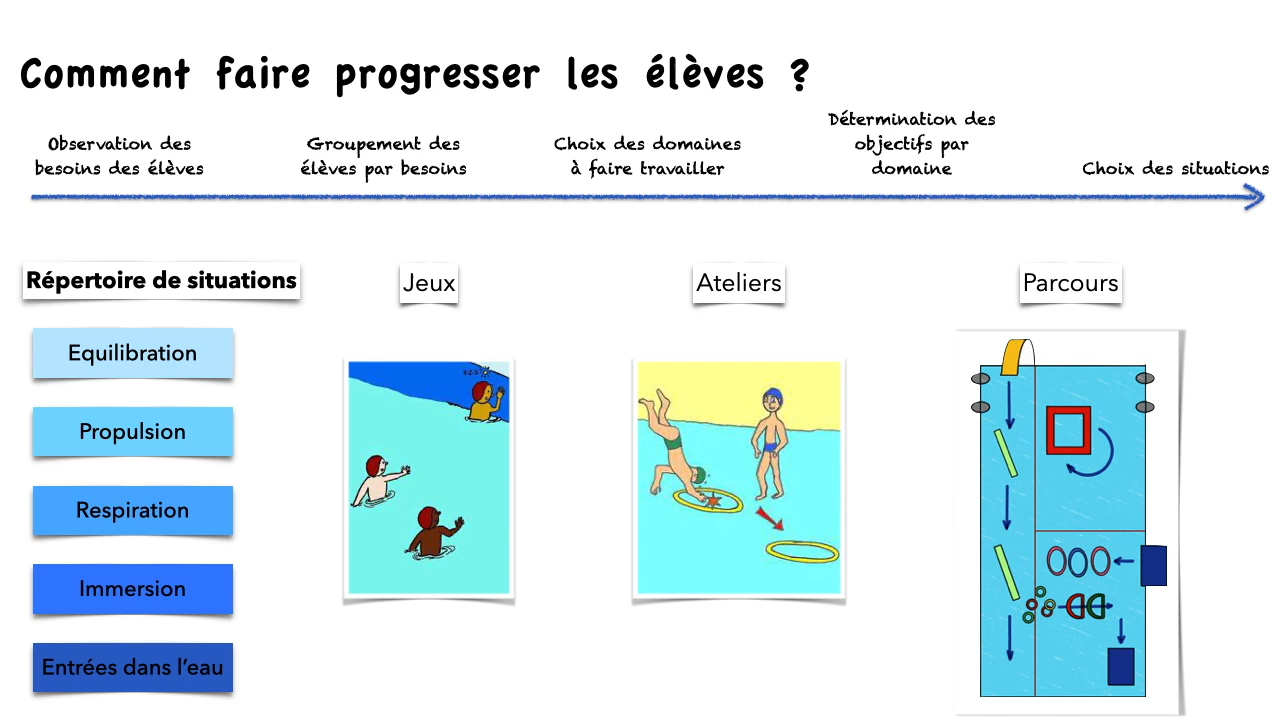 Comment faire progresser les élèves ?
Observation des
besoins des élèves
Groupement des
élèves par besoins
Choix des domaines
à faire travailler
Détermination des
objectifs par
domaine
Choix des situations
Répertoire de situations
Jeux
Ateliers
Parcours
Equilibration
Propulsion
Respiration
Immersion
Entrées dans l'eau